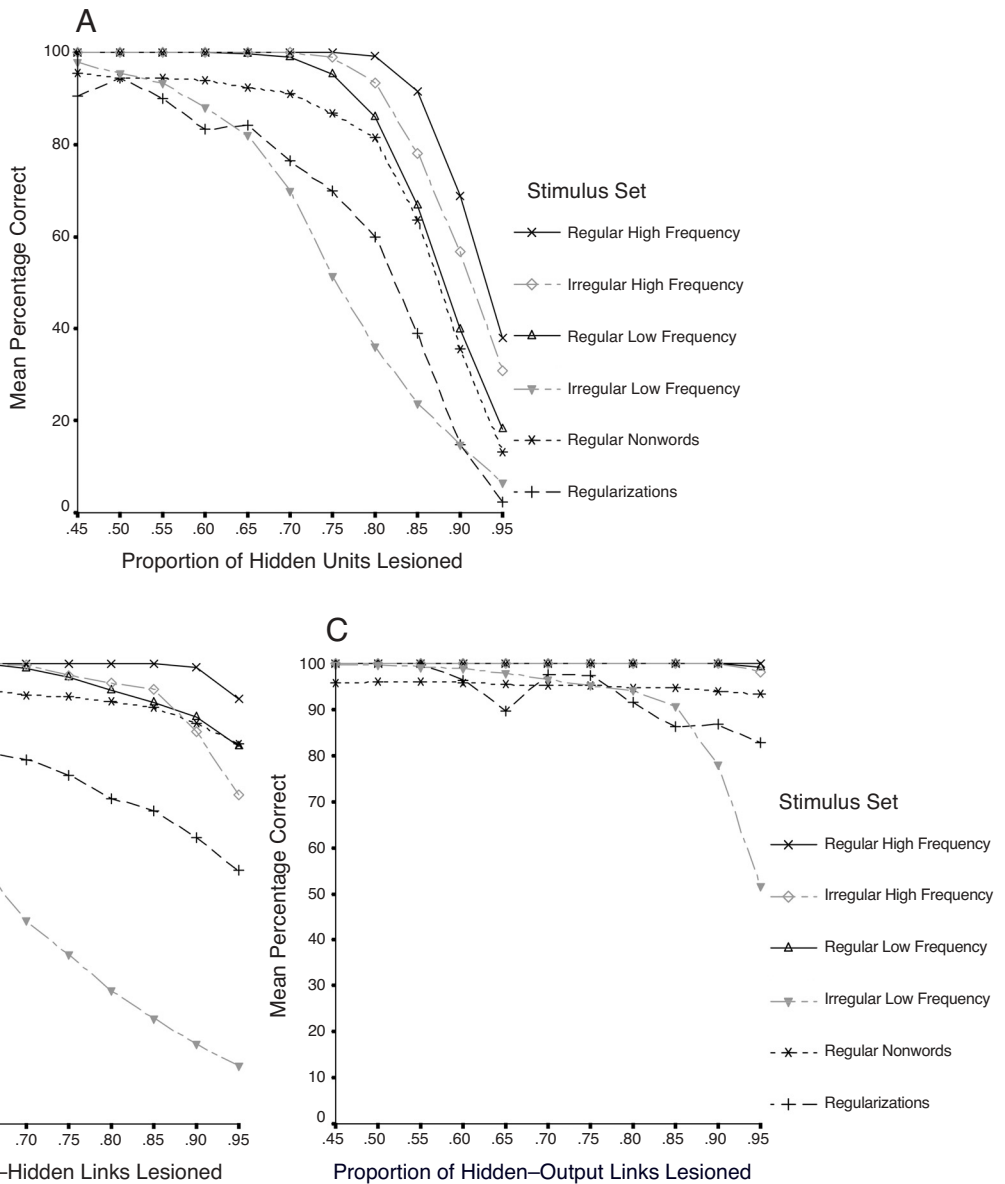 A
100
80
60
40
20
0
Mean Percentage Correct
.45 .50 .55 .60 .65 .70 .75 .80 .85 .90 .95
Proportion of Hidden Units Lesioned
Stimulus Set
Regular High Frequency
Irregular High Frequency
Regular Low Frequency
Irregular Low Frequency
Regular Nonwords
Regularizations
.70 .75 .80 .85 .90 .95
–Hidden Links Lesioned
C
100
90
80
70
60
50
40
30
20
10
0
Mean Percentage Correct
.45 .50 .55 .60 .65 .70 .75 .80 .85 .90 .95
Proportion of Hidden–Output Links Lesioned
Stimulus Set
Regular High Frequency
Irregular High Frequency
Regular Low Frequency
Irregular Low Frequency
Regular Nonwords
Regularizations